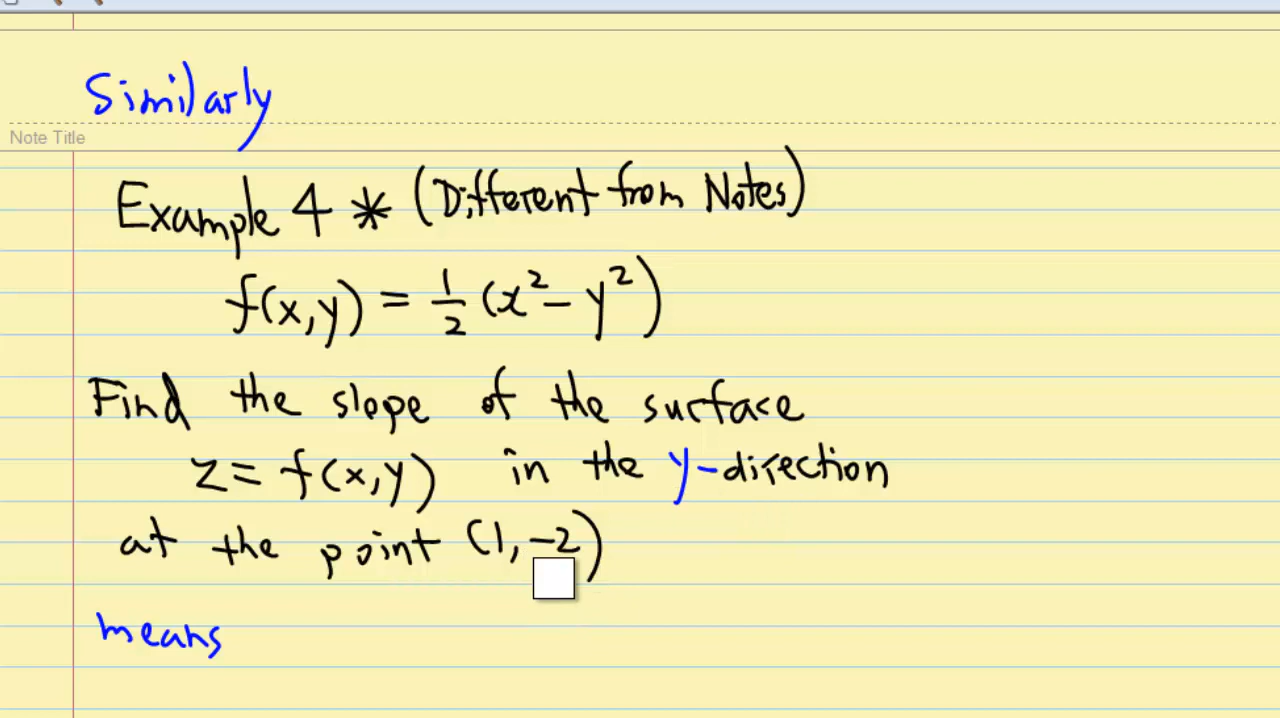 Similarly
Note Title
Example 4 * (Different from Notes)
f(x,y) = 1/2 (x² - y²)
Find the slope of the surface
z = f(x,y) in the y-direction
at the point (1, -2)
means